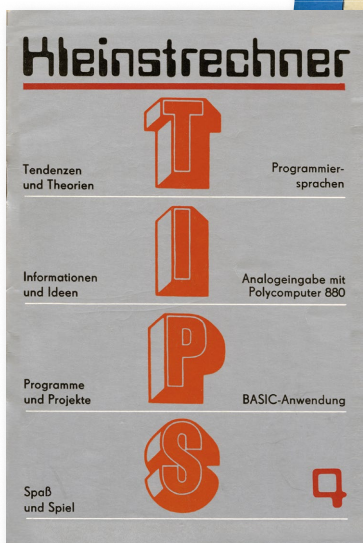 Kleinstrechner
T
Tendenzen
und Theorien
Programmier-
sprachen
I
Informationen
und Ideen
Analogeingabe mit
Polycomputer 880
P
Programme
und Projekte
BASIC-Anwendung
S
Spaß
und Spiel